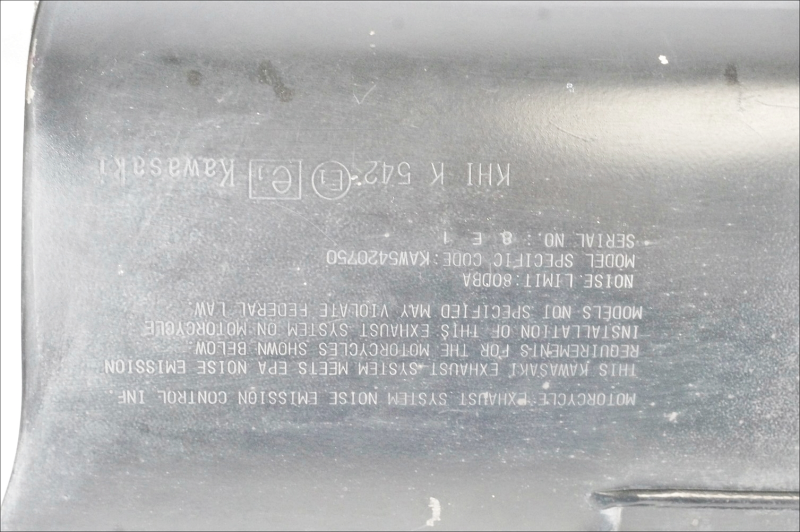 MOTORCYCLE EXHAUST SYSTEM NOISE EMISSION CONTROL INF.
THIS KAWASAKI EXHAUST SYSTEM MEETS EPA NOISE EMISSION
REQUIREMENTS FOR THE MOTORCYCLES SHOWN BELOW.
INSTALLATION OF THIS EXHAUST SYSTEM ON MOTORCYCLE
MODELS NOT SPECIFIED MAY VIOLATE FEDERAL LAW.
NOISE LIMIT:80DBA
MODEL SPECIFIC CODE:KAW5420750
SERIAL NO.: 8 E 1
KHI K 542 E1 e1 Kawasaki